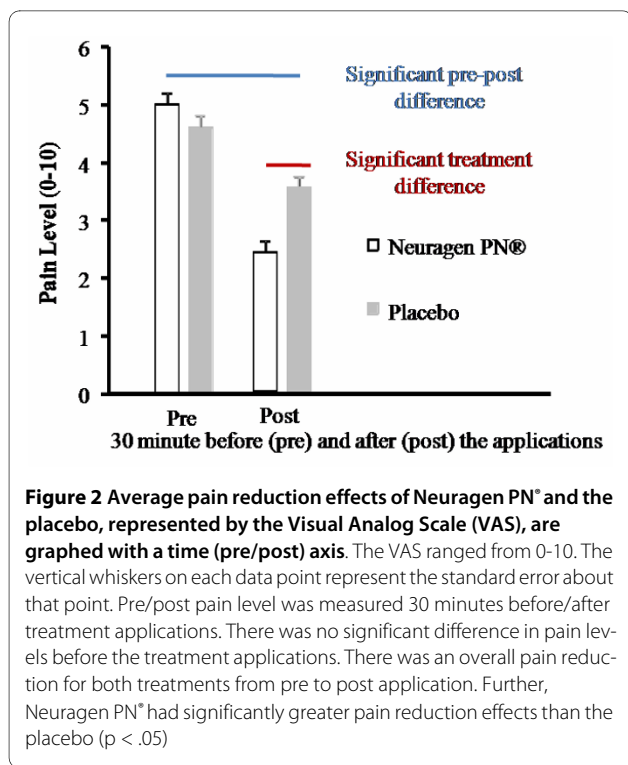 6
5
4
3
2
1
0
Pain Level (0-10)
Significant pre-post
difference
Significant treatment
difference
Neuragen PN®
Placebo
Pre Post
30 minute before (pre) and after (post) the applications
Figure 2 Average pain reduction effects of Neuragen PN® and the
placebo, represented by the Visual Analog Scale (VAS), are
graphed with a time (pre/post) axis. The VAS ranged from 0-10. The
vertical whiskers on each data point represent the standard error about
that point. Pre/post pain level was measured 30 minutes before/after
treatment applications. There was no significant difference in pain lev-
els before the treatment applications. There was an overall pain reduc-
tion for both treatments from pre to post application. Further,
Neuragen PN® had significantly greater pain reduction effects than the
placebo (p < .05)